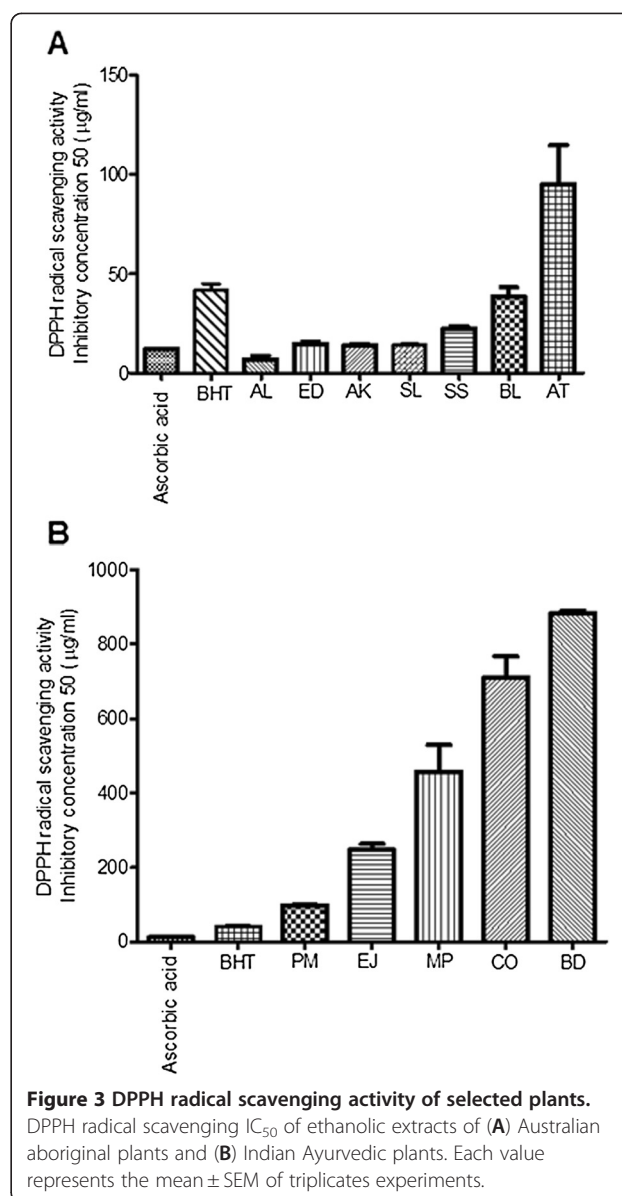 A
DPPH radical scavenging activity
Inhibitory concentration 50 ( µg/ml)
150
100
50
0
Ascorbic acid
BHT
AL
ED
AK
SL
SS
BL
AT
B
DPPH radical scavenging activity
Inhibitory concentration 50 (µg/ml)
1000
800
600
400
200
0
Ascorbic acid
BHT
PM
EJ
MP
CO
BD
Figure 3 DPPH radical scavenging activity of selected plants.
DPPH radical scavenging IC50 of ethanolic extracts of (A) Australian
aboriginal plants and (B) Indian Ayurvedic plants. Each value
represents the mean ± SEM of triplicates experiments.